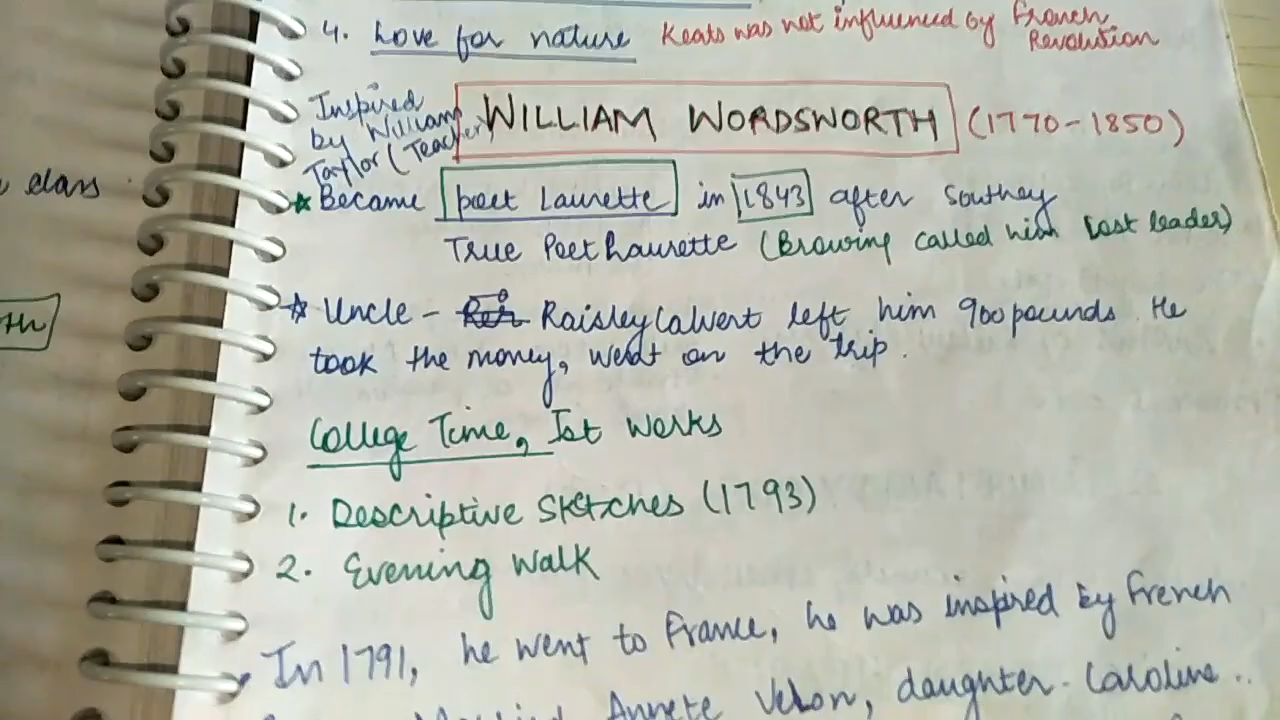 4. Love for nature Keats was not influenced by French
Revolution
Inspired
by William
Taylor (Teacher)
WILLIAM WORDSWORTH (1770-1850)
class
* Became poet Laurette in 1843 after Southey
True Poet Laurette (Browing called him Lost leader)
* Uncle - Raisley Calvert left him 900 pounds. He
took the money, went on the trip.
College Time, Ist Works
1. Descriptive Sketches (1793)
2. Evening Walk
In 1791, he went to France, he was inspired by French
Annete Velon, daughter - Caroline..